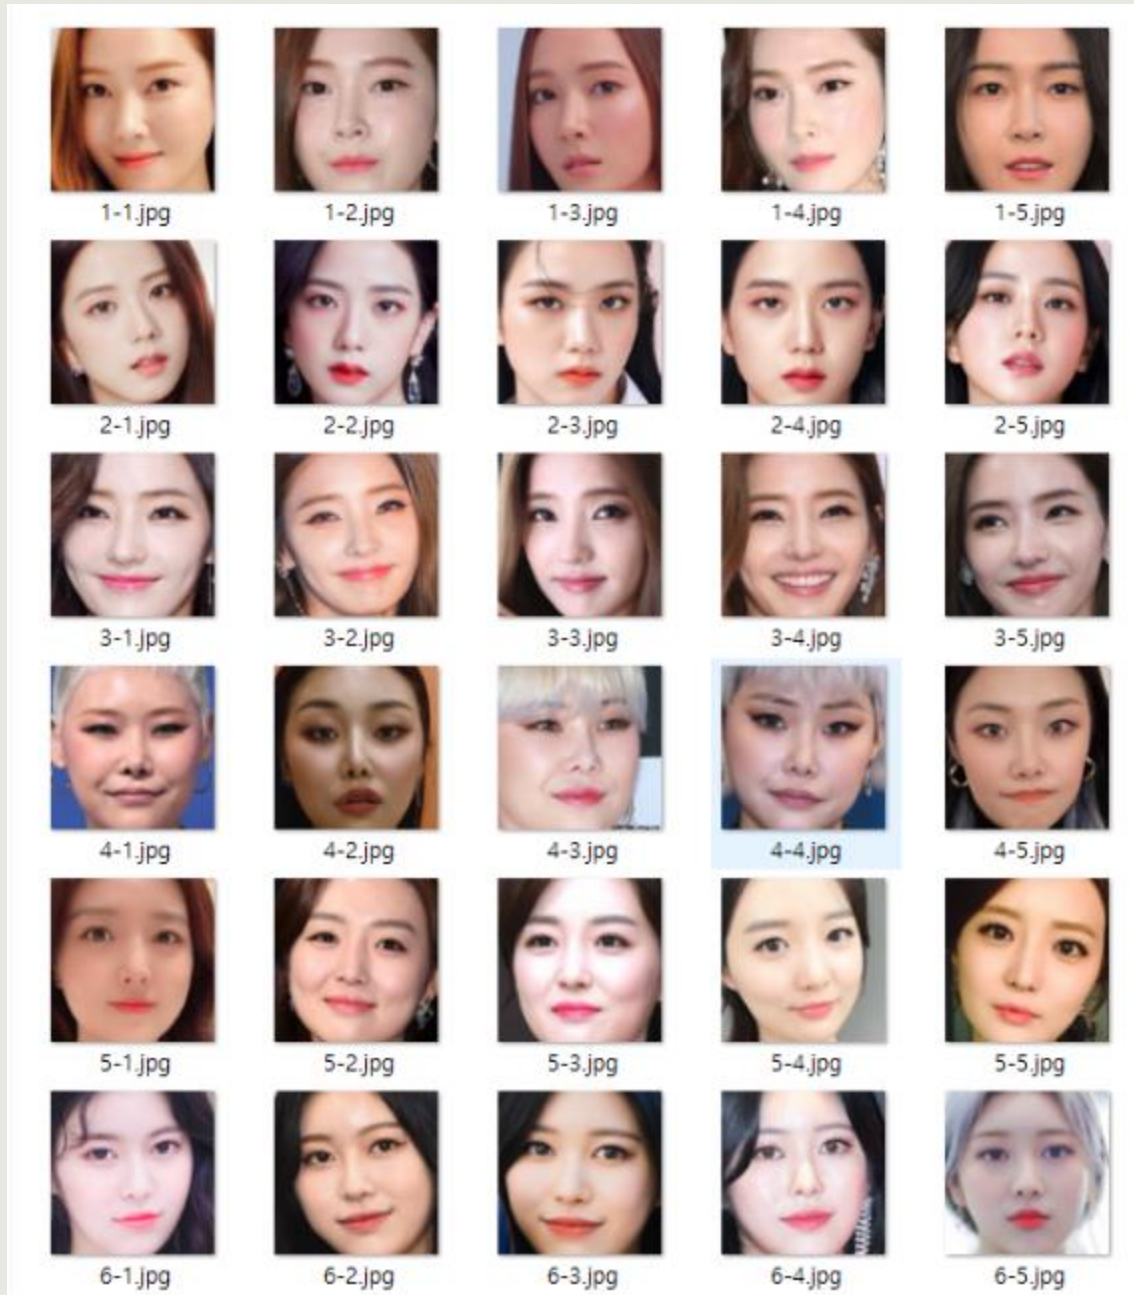 1-1.jpg 1-2.jpg 1-3.jpg 1-4.jpg 1-5.jpg
2-1.jpg 2-2.jpg 2-3.jpg 2-4.jpg 2-5.jpg
3-1.jpg 3-2.jpg 3-3.jpg 3-4.jpg 3-5.jpg
4-1.jpg 4-2.jpg 4-3.jpg 4-4.jpg 4-5.jpg
5-1.jpg 5-2.jpg 5-3.jpg 5-4.jpg 5-5.jpg
6-1.jpg 6-2.jpg 6-3.jpg 6-4.jpg 6-5.jpg